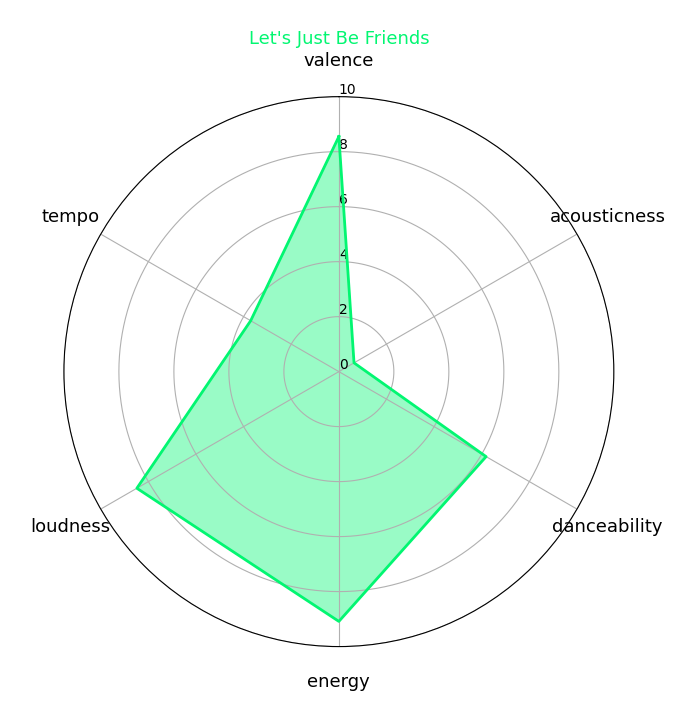 Let's Just Be Friends
valence
10
8
tempo
6
acousticness
4
2
0
loudness
danceability
energy